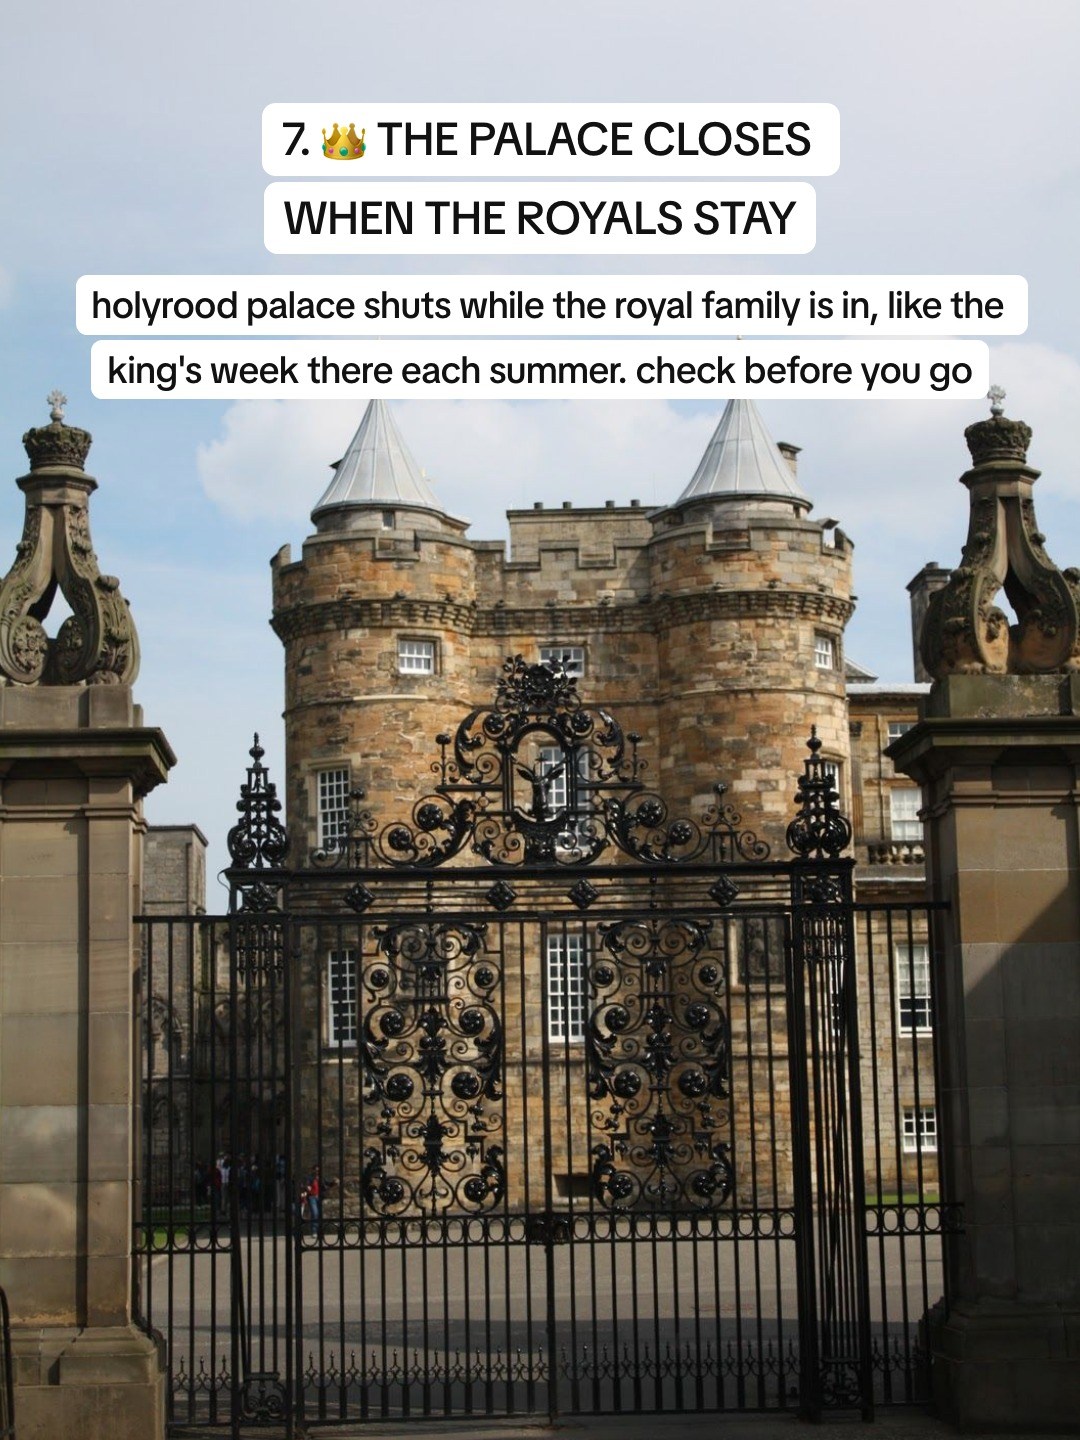 7. 👑 THE PALACE CLOSES
WHEN THE ROYALS STAY
holyrood palace shuts while the royal family is in, like the
king's week there each summer. check before you go